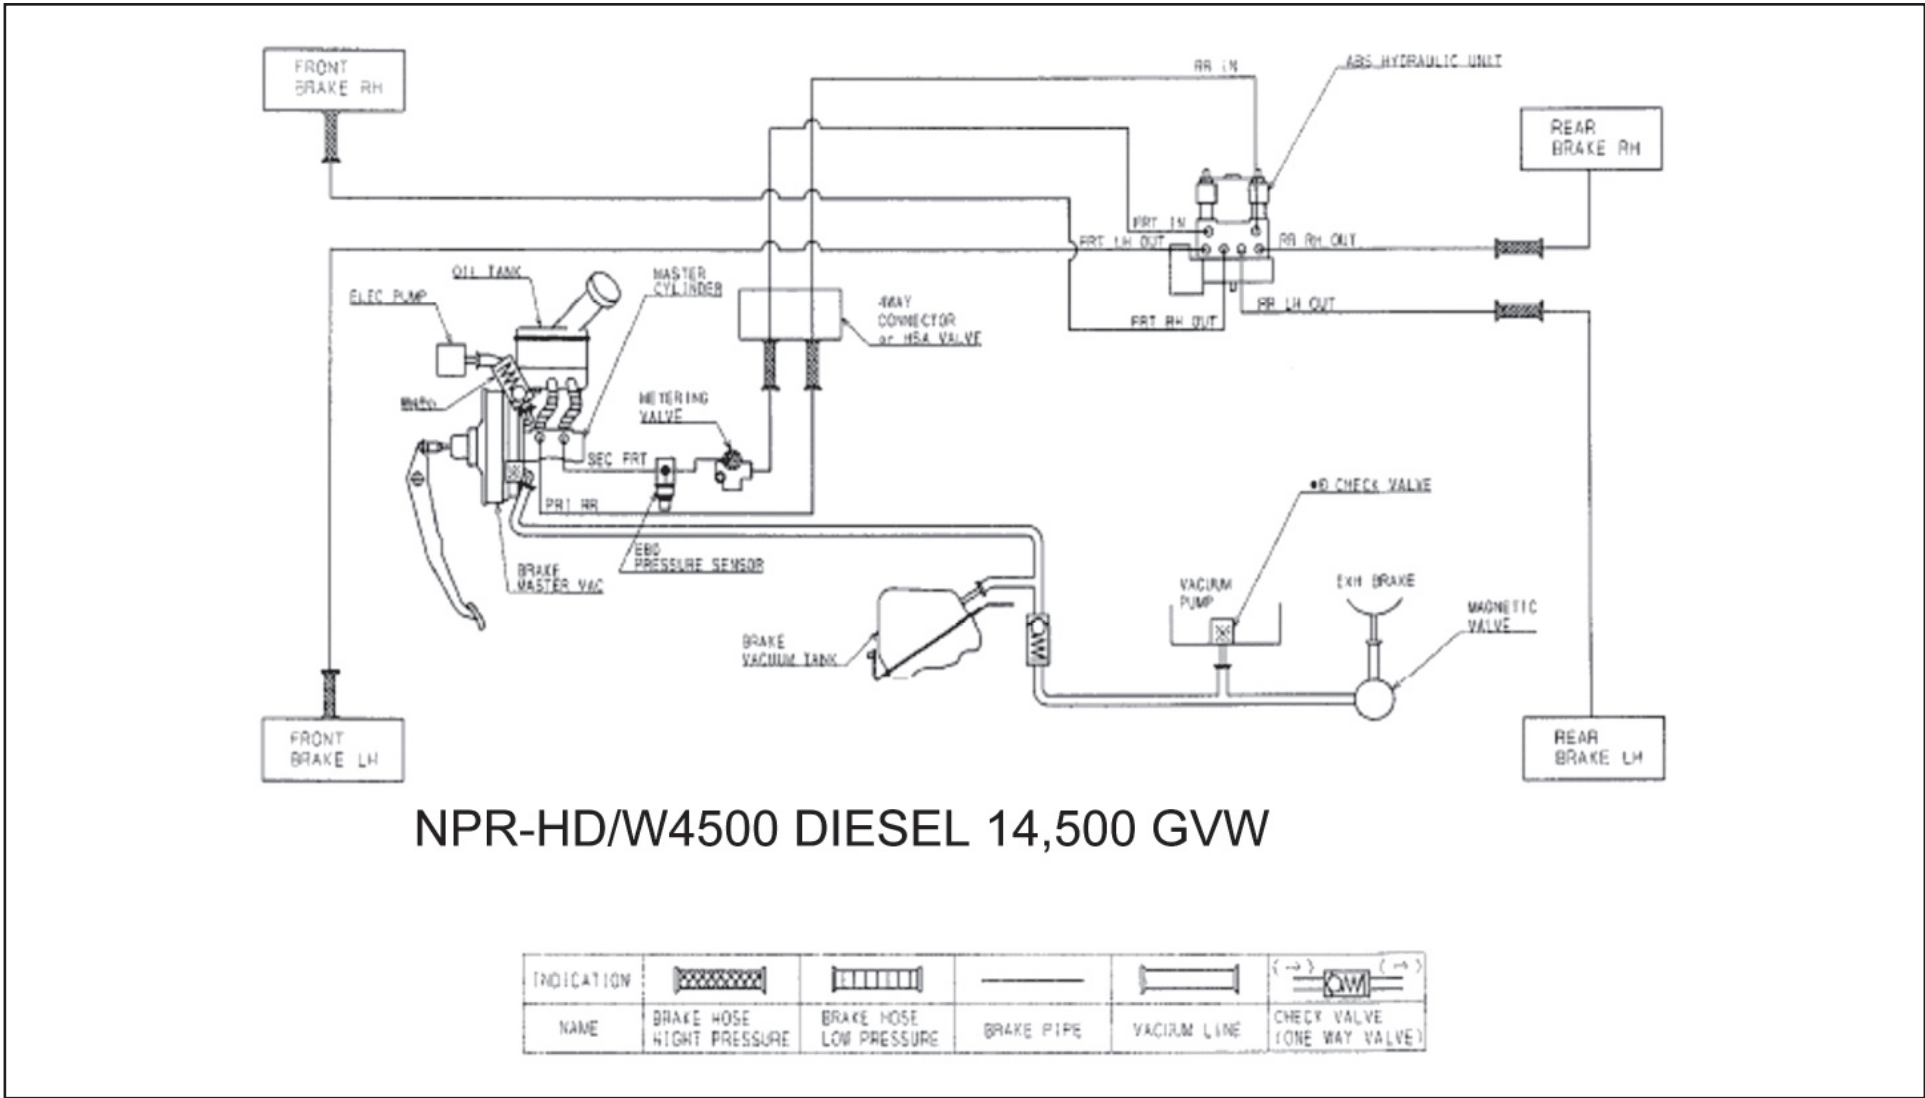 FRONT
BRAKE RH
RR IN
ABS HYDRAULIC UNIT
REAR
BRAKE RH
FRT IN
FRT LH OUT
RR RH OUT
OIL TANK
MASTER
CYLINDER
ELEC PUMP
4WAY
CONNECTOR
or HSA VALVE
RR LH OUT
FRT RH OUT
METERING
VALVE
SEC FRT
PRI RR
CHECK VALVE
EBD
PRESSURE SENSOR
BRAKE
MASTER VAC
VACUUM
PUMP
EXH BRAKE
MAGNETIC
VALVE
BRAKE
VACUUM TANK
FRONT
BRAKE LH
REAR
BRAKE LH
NPR-HD/W4500 DIESEL 14,500 GVW
INDICATION
(→) (→)
NAME
BRAKE HOSE
HIGHT PRESSURE
BRAKE HOSE
LOW PRESSURE
BRAKE PIPE
VACUUM LINE
CHECK VALVE
(ONE WAY VALVE)